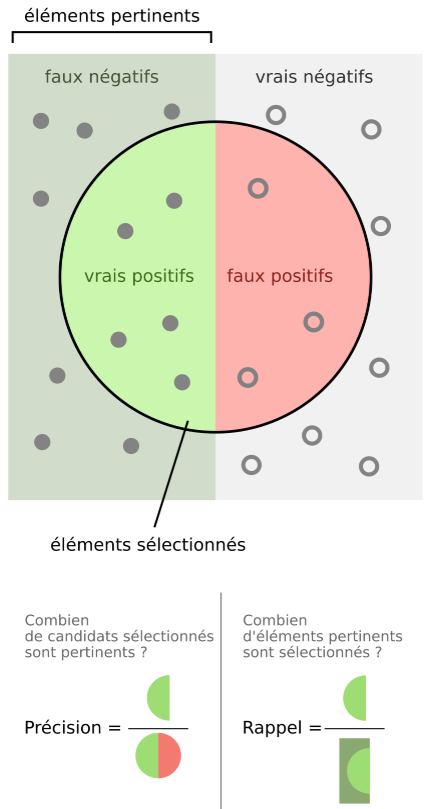 éléments pertinents
faux négatifs
vrais négatifs
vrais positifs
faux positifs
éléments sélectionnés
Combien
de candidats sélectionnés
sont pertinents ?
Précision =
Combien
d'éléments pertinents
sont sélectionnés ?
Rappel =